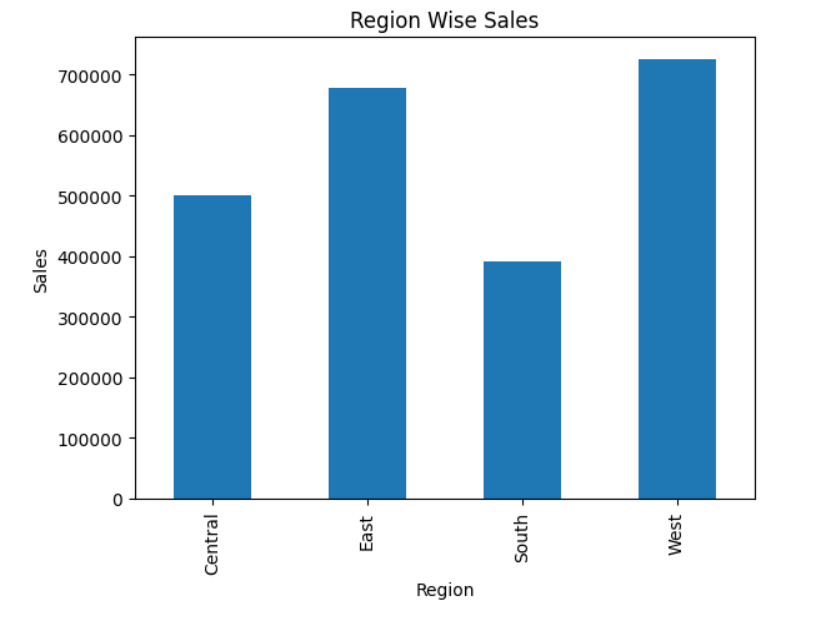 Region Wise Sales
700000
600000
500000
400000
300000
200000
100000
0
Sales
Central
East
South
West
Region